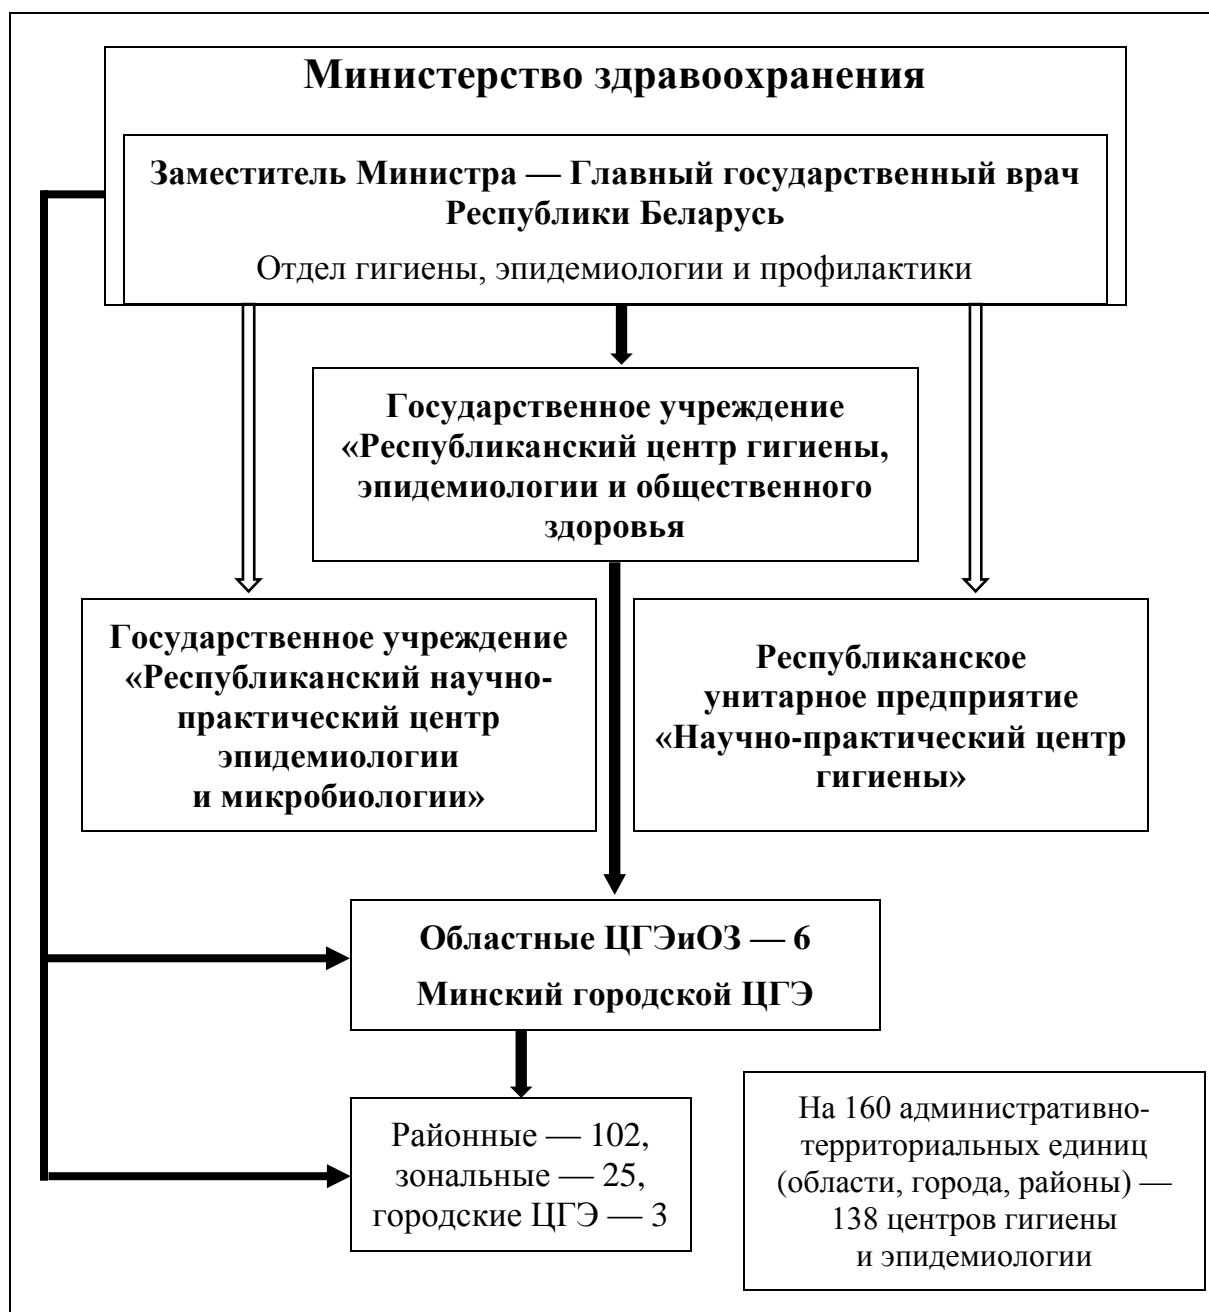 Министерство здравоохранения
Заместитель Министра — Главный государственный врач
Республики Беларусь
Отдел гигиены, эпидемиологии и профилактики
Государственное учреждение
«Республиканский центр гигиены,
эпидемиологии и общественного
здоровья
Государственное учреждение
«Республиканский научно-
практический центр
эпидемиологии
и микробиологии»
Республиканское
унитарное предприятие
«Научно-практический центр
гигиены»
Областные ЦГЭиОЗ — 6
Минский городской ЦГЭ
Районные — 102,
зональные — 25,
городские ЦГЭ — 3
На 160 административно-
территориальных единиц
(области, города, районы) —
138 центров гигиены
и эпидемиологии